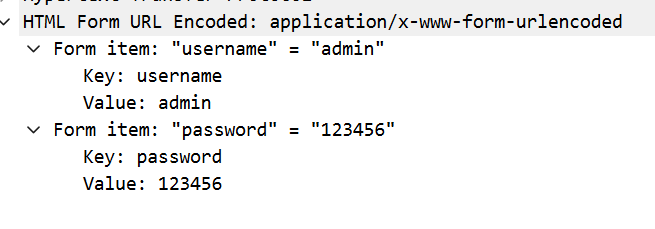 HTML Form URL Encoded: application/x-www-form-urlencoded
Form item: "username" = "admin"
Key: username
Value: admin
Form item: "password" = "123456"
Key: password
Value: 123456